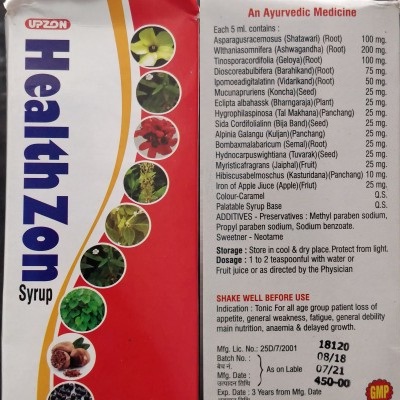 UPZON
HealthZon
Syrup
An Ayurvedic Medicine
Each 5 ml. contains :
Asparagusracemosus (Shatawari) (Root) 100 mg.
Withaniasomnifera (Ashwagandha) (Root) 200 mg.
Tinosporacordifolia (Geloya) (Root) 100 mg.
Dioscoreabulbifera (Barahikand)(Root) 75 mg.
Ipomoeadigitalatin (Vidarikand)(Root) 50 mg.
Mucunapruriens (Koncha)(Seed) 25 mg.
Eclipta albahassk (Bharngaraja)(Plant) 25 mg.
Hygrophilaspinosa (Tal Makhana)(Panchang) 25 mg.
Sida Cordifolialinn (Bija Band)(Seed) 25 mg.
Alpinia Galangu (Kuljan)(Panchang) 25 mg.
Bombaxmalabaricum (Semal)(Root) 25 mg.
Hydnocarpuswightiana (Tuvarak)(Seed) 25 mg.
Myristicafragrans (Jaiphal)(Fruit) 25 mg.
Hibiscusabelmoschus (Kasturidana)(Panchang) 10 mg.
Iron of Apple Jiuce (Apple)(Friut) 25 mg.
Colour-Caramel Q.S.
Palatable Syrup Base Q.S.
ADDITIVES - Preservatives : Methyl paraben sodium,
Propyl paraben sodium, Sodium benzoate.
Sweetner - Neotame
Storage : Store in cool & dry place. Protect from light.
Dosage : 1 to 2 teaspoonful with water or
Fruit juice or as directed by the Physician
SHAKE WELL BEFORE USE
Indication : Tonic For all age group patient loss of
appetite, general weakness, fatigue, general debility
main nutrition, anaemia & delayed growth.
Mfg. Lic. No.: 25D/7/2001 18120
Batch No. : 08/18
बैच नं.
As on Lable 07/21
Mfg. Date :
उत्पादन तिथि 450-00
Exp. Date : 3 Years from Mfg. Date
GMP